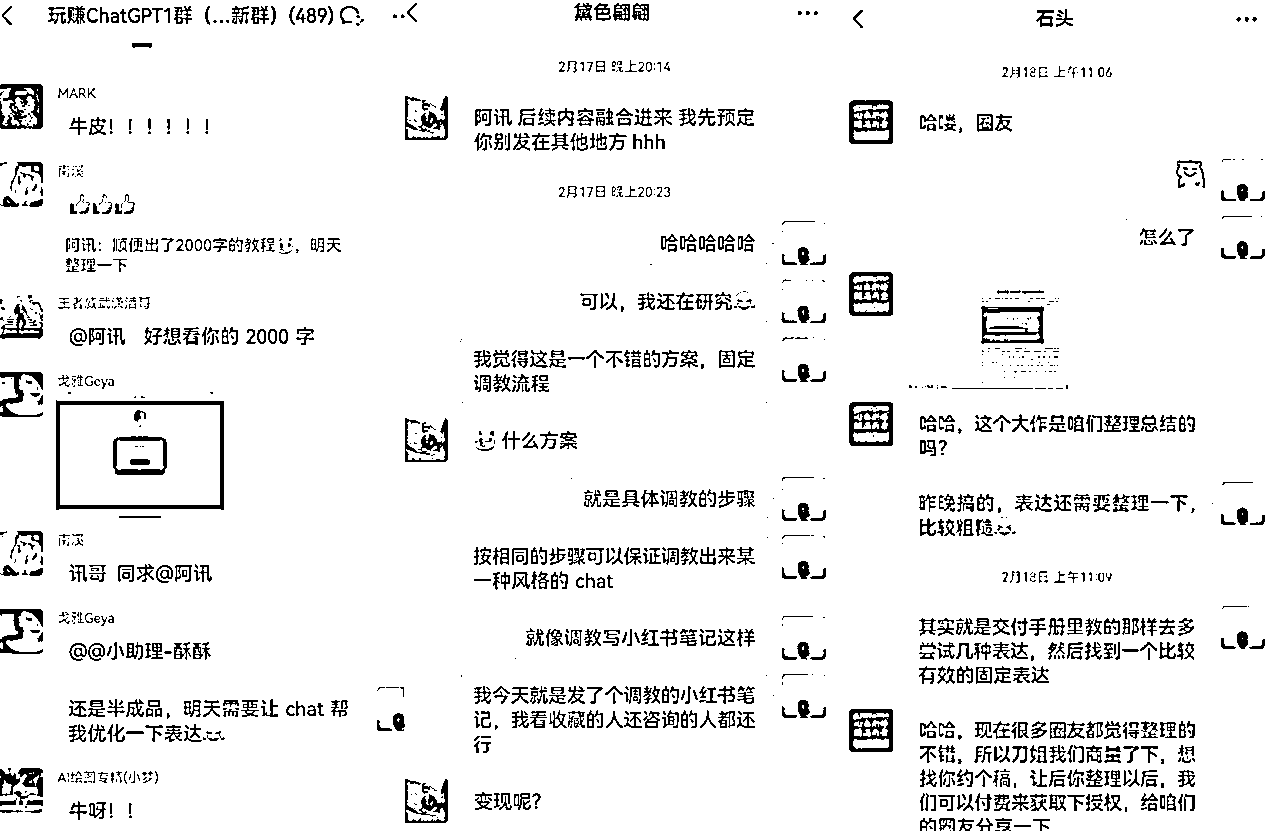 玩赚ChatGPT1群（...新群）(489)
MARK
牛皮！！！！！！
南溪
阿讯：顺便出了2000字的教程，明天
整理一下
@阿讯 好想看你的 2000 字
戈雅Geya
南溪
讯哥 同求@阿讯
戈雅Geya
@@小助理-酥酥
还是半成品，明天需要让 chat 帮
我优化一下表达
AI绘图专精(小梦)
牛呀！！
黛色翩翩
2月17日 晚上20:14
阿讯 后续内容融合进来 我先预定
你别发在其他地方 hhh
2月17日 晚上20:23
哈哈哈哈哈
可以，我还在研究
我觉得这是一个不错的方案，固定
调教流程
什么方案
就是具体调教的步骤
按相同的步骤可以保证调教出来某
一种风格的 chat
就像调教写小红书笔记这样
我今天就是发了个调教的小红书笔
记，我看收藏的人还咨询的人都还
行
变现呢？
石头
2月18日 上午11:06
哈喽，圈友
怎么了
哈哈，这个大作是咱们整理总结的
吗？
昨晚搞的，表达还需要整理一下，
比较粗糙
2月18日 上午11:09
其实就是交付手册里教的那样去多
尝试几种表达，然后找到一个比较
有效的固定表达
哈哈，现在很多圈友都觉得整理的
不错，所以刀姐我们商量了下，想
找你约个稿，让后你整理以后，我
们可以付费来获取下授权，给咱们
的圈友分享一下